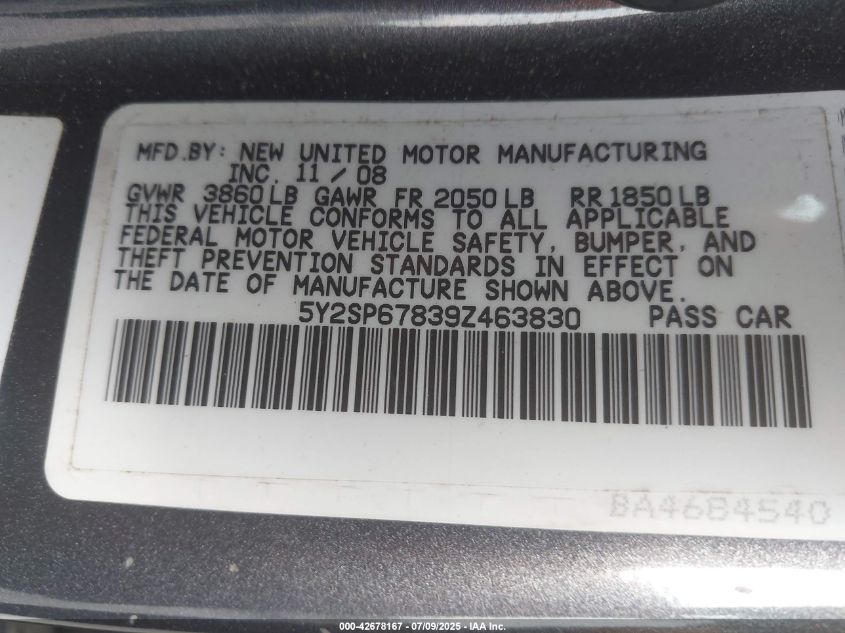 MFD.BY: NEW UNITED MOTOR MANUFACTURING
INC. 11 / 08
GVWR 3860 LB GAWR FR 2050 LB RR 1850 LB
THIS VEHICLE CONFORMS TO ALL APPLICABLE
FEDERAL MOTOR VEHICLE SAFETY, BUMPER, AND
THEFT PREVENTION STANDARDS IN EFFECT ON
THE DATE OF MANUFACTURE SHOWN ABOVE.
5Y2SP67839Z463830 PASS CAR
BA4684540
000-42678167 - 07/09/2025 - IAA Inc.